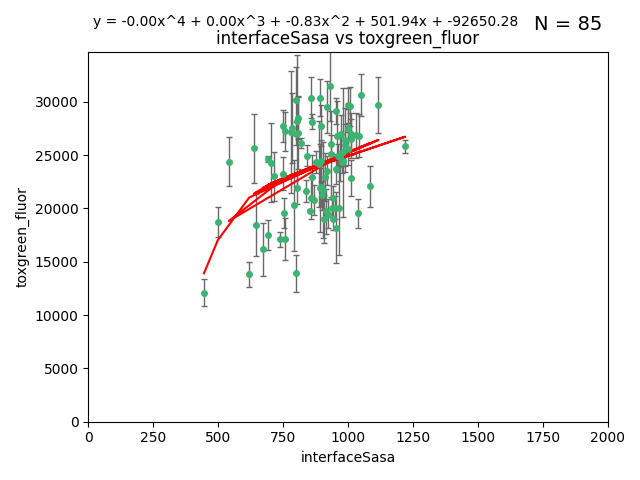 y = -0.00x^4 + 0.00x^3 + -0.83x^2 + 501.94x + -92650.28
N = 85
interfaceSasa vs toxgreen_fluor
toxgreen_fluor
30000
25000
20000
15000
10000
5000
0
0 250 500 750 1000 1250 1500 1750 2000
interfaceSasa